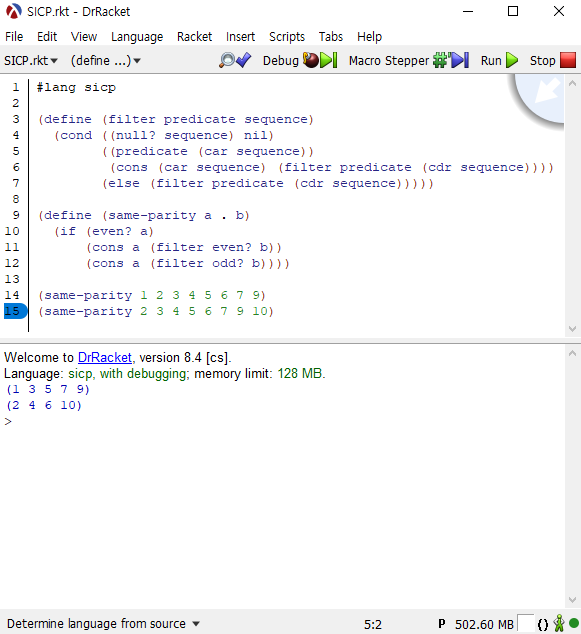 SICP.rkt - DrRacket
File Edit View Language Racket Insert Scripts Tabs Help
SICP.rkt▾ (define ...)▾ Debug Macro Stepper Run Stop
1 #lang sicp
2
3 (define (filter predicate sequence)
4   (cond ((null? sequence) nil)
5         ((predicate (car sequence))
6          (cons (car sequence) (filter predicate (cdr sequence))))
7         (else (filter predicate (cdr sequence)))))
8
9 (define (same-parity a . b)
10   (if (even? a)
11       (cons a (filter even? b))
12       (cons a (filter odd? b))))
13
14 (same-parity 1 2 3 4 5 6 7 9)
15 (same-parity 2 3 4 5 6 7 9 10)
Welcome to DrRacket, version 8.4 [cs].
Language: sicp, with debugging; memory limit: 128 MB.
(1 3 5 7 9)
(2 4 6 10)
>
Determine language from source ▾ 5:2 P 502.60 MB ()